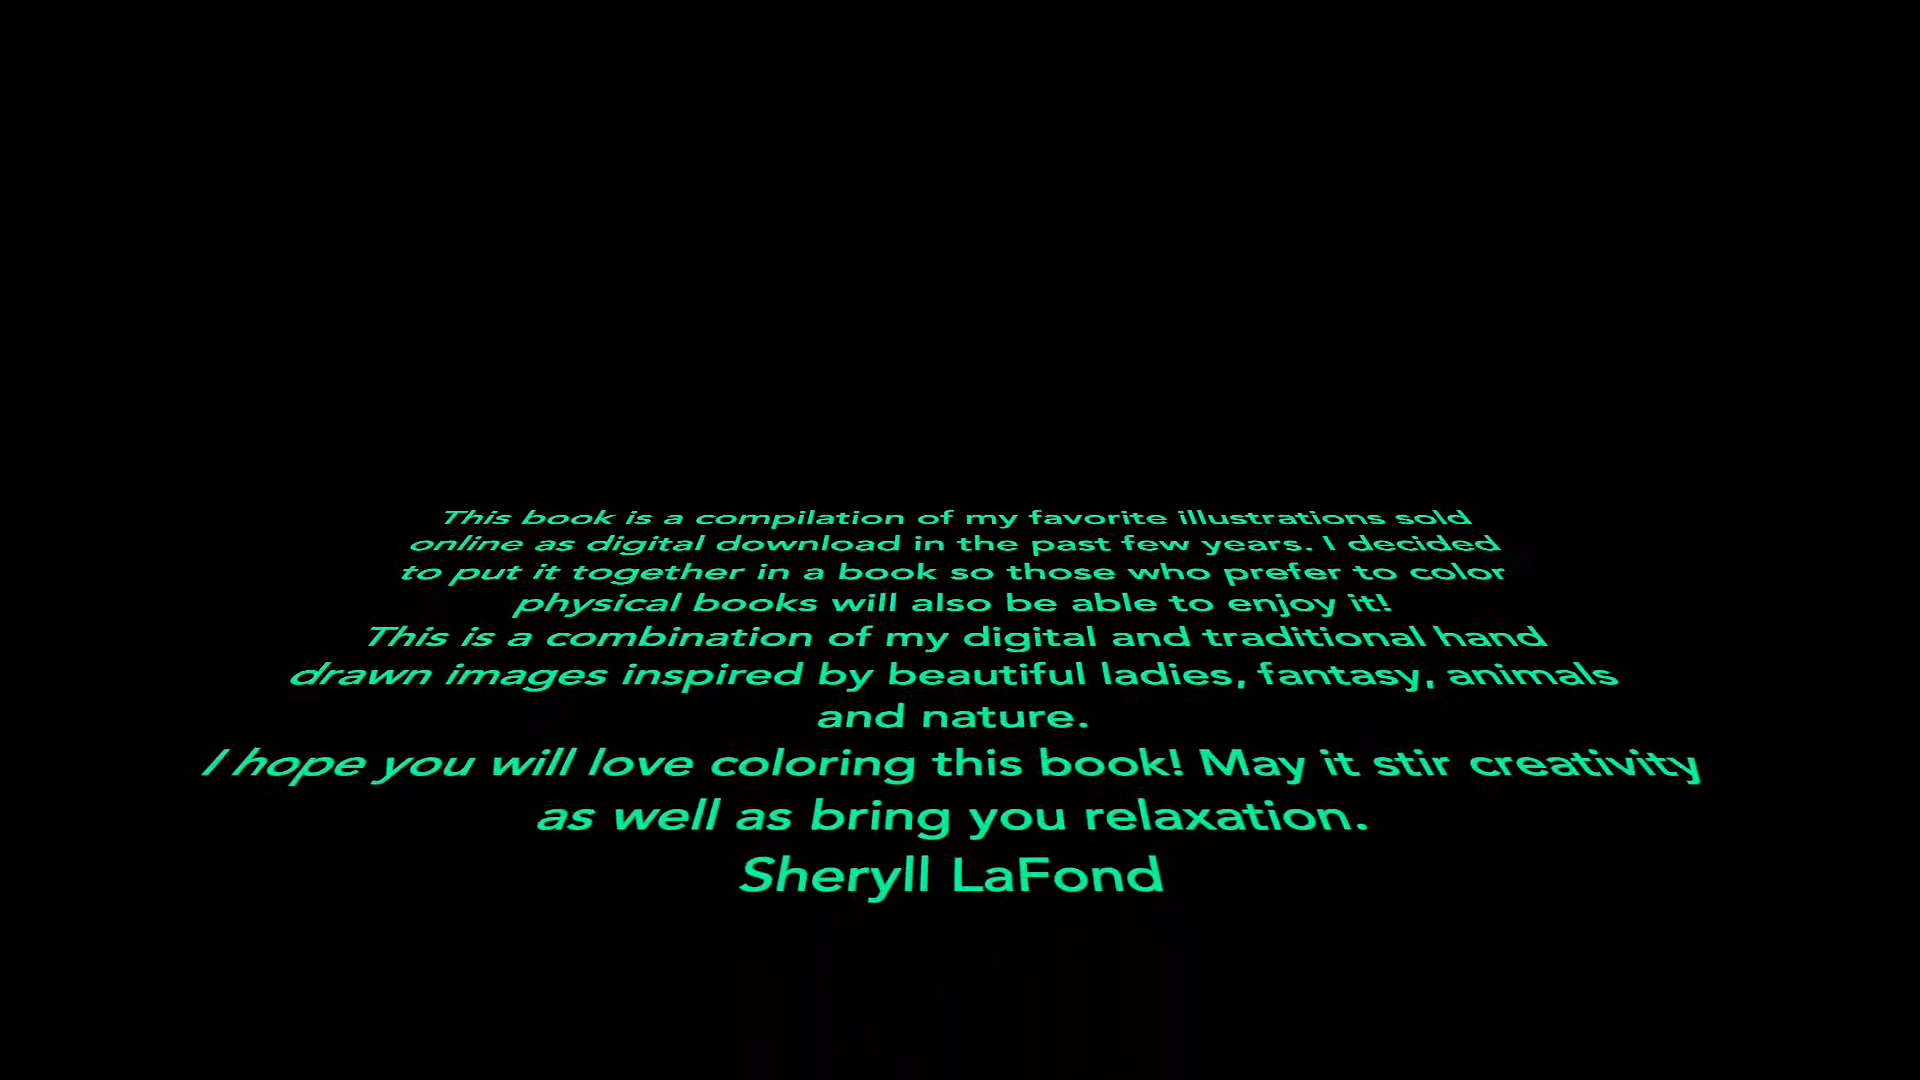 This book is a compilation of my favorite illustrations sold
online as digital download in the past few years. I decided
to put it together in a book so those who prefer to color
physical books will also be able to enjoy it!
This is a combination of my digital and traditional hand
drawn images inspired by beautiful ladies, fantasy, animals
and nature.
I hope you will love coloring this book! May it stir creativity
as well as bring you relaxation.
Sheryll LaFond